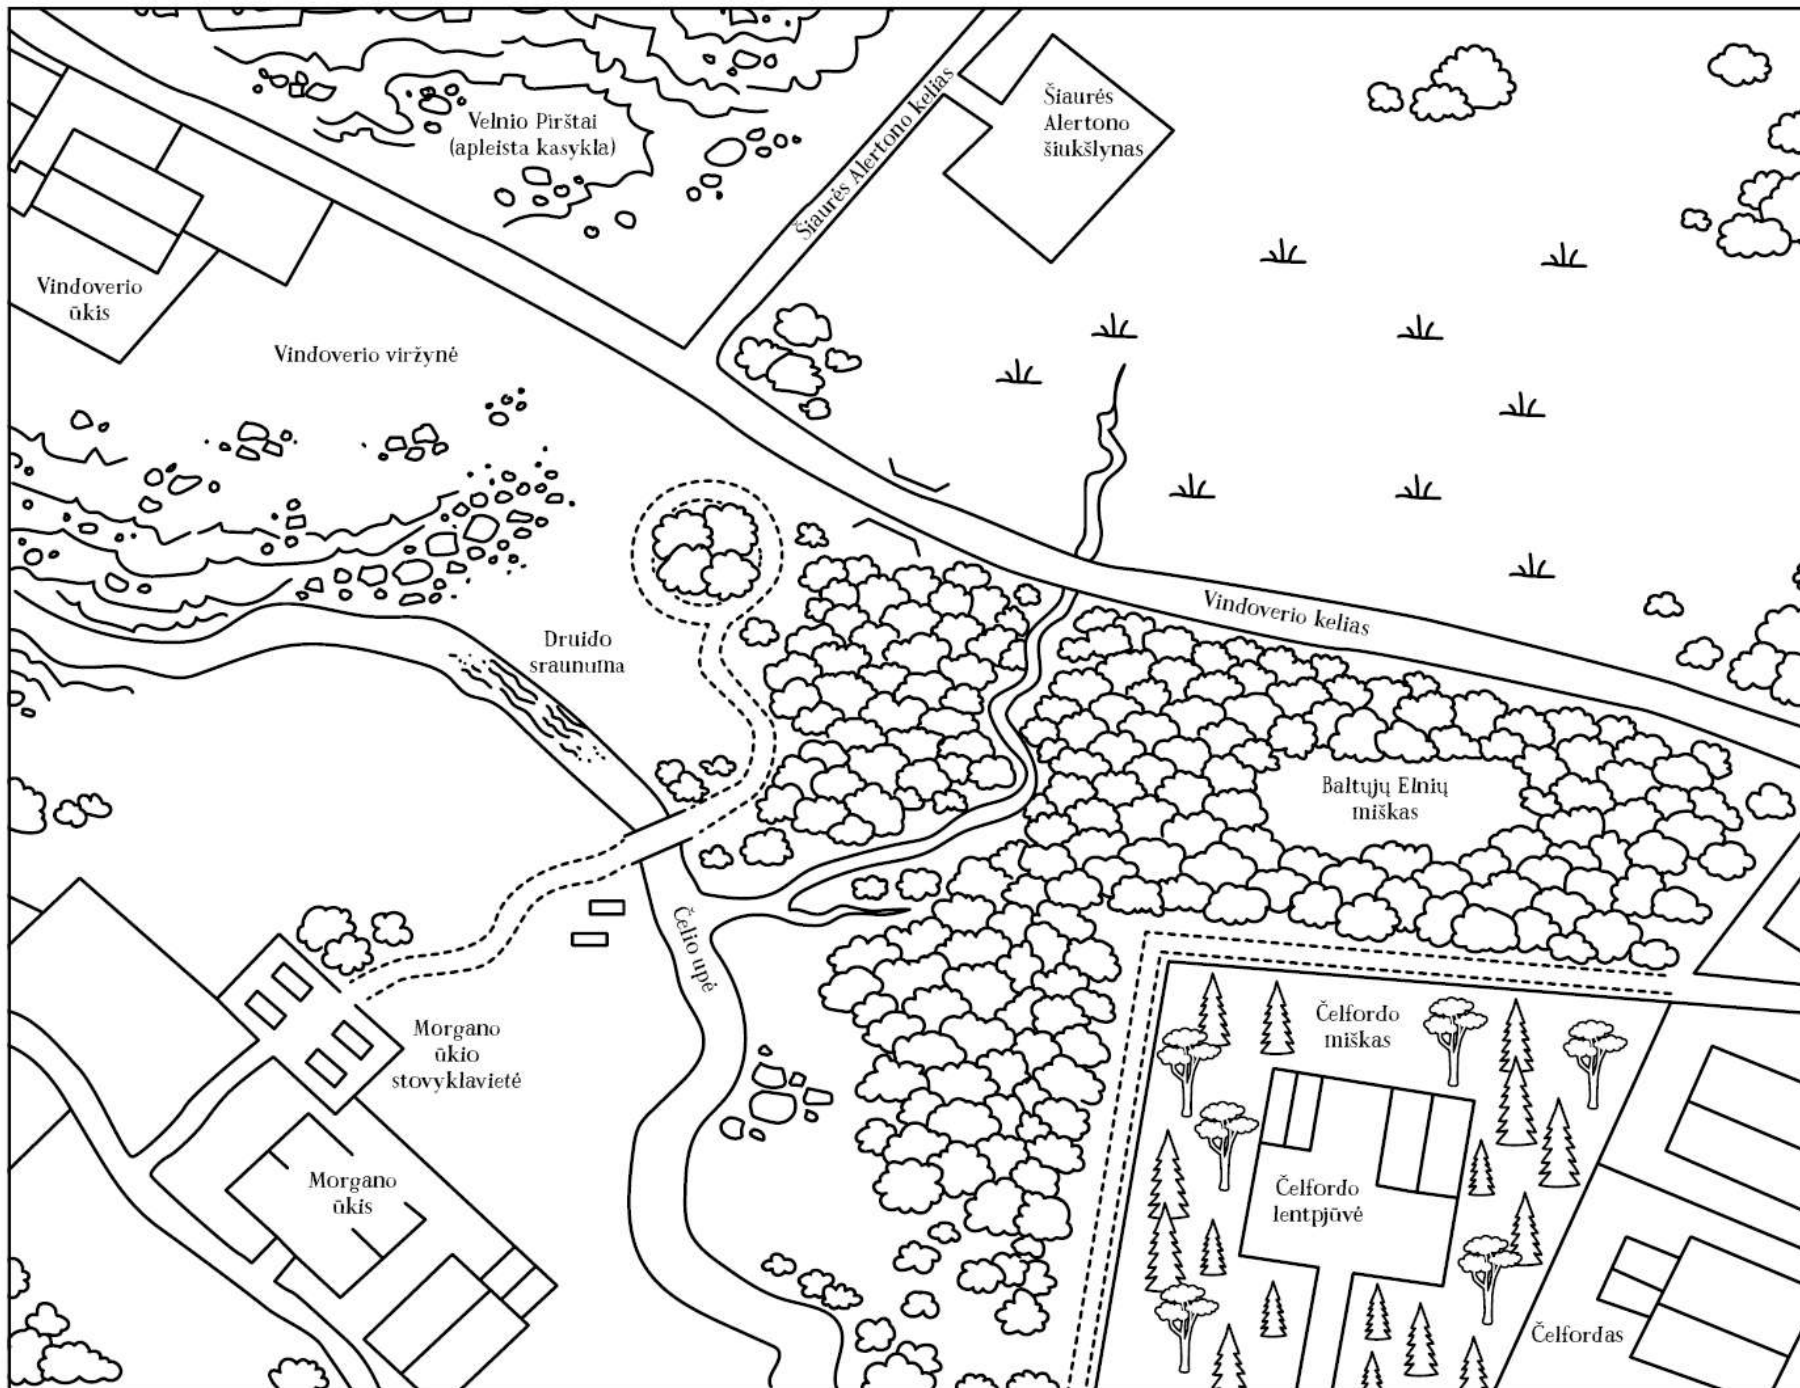 Velnio Pirštai
(apleista kasykla)
Šiaurės Alertono kelias
Šiaurės
Alertono
šiukšlynas
Vindoverio
ūkis
Vindoverio viržynė
Vindoverio kelias
Druido
sraunuma
Baltųjų Elnių
miškas
Čelio upė
Morgano
ūkio
stovyklavietė
Čelfordo
miškas
Morgano
ūkis
Čelfordo
lentpjūvė
Čelfordas